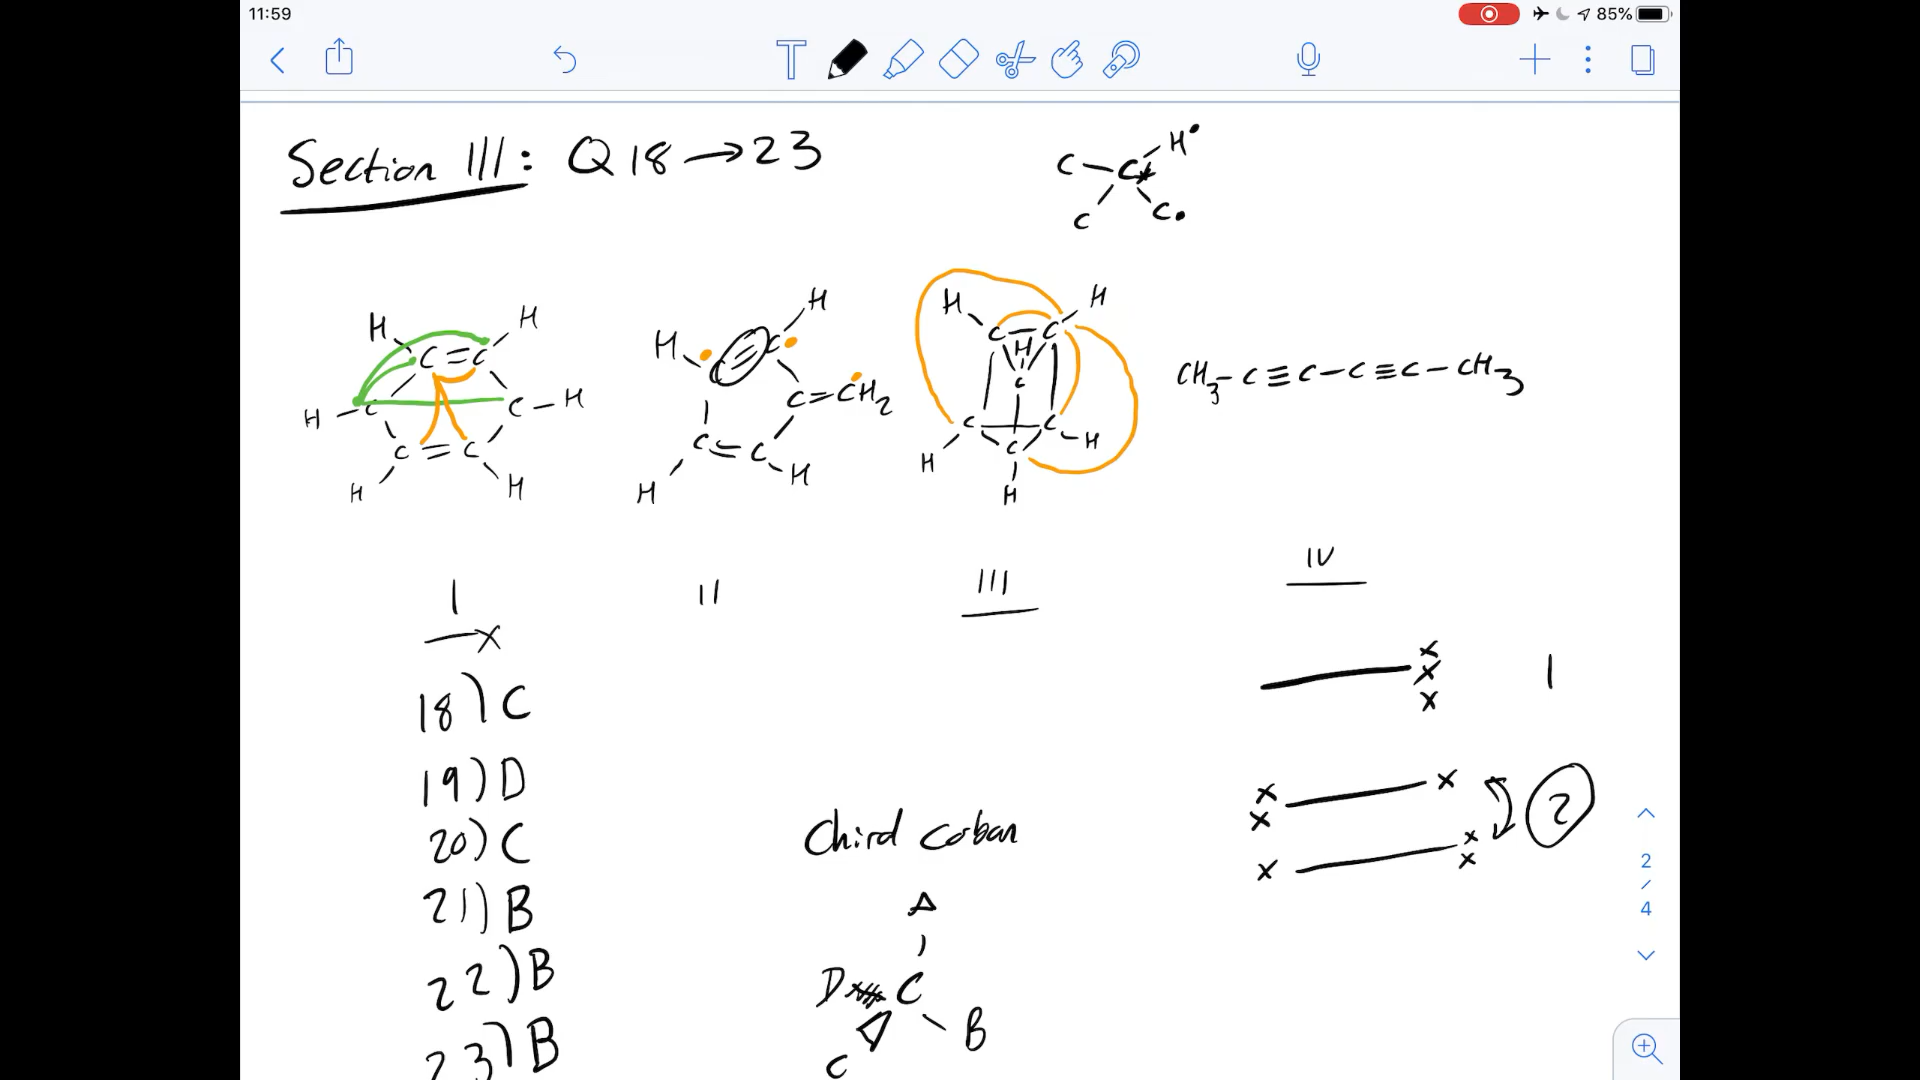 11:59
85%
T
Section III: Q 18 → 23
C - C - H
C C
H H H H H
H C = C H C ≡ C C - C
H - C C - H C = CH2 H CH3 - C ≡ C - C ≡ C - CH3
C = C C = C C C - H
H H H H H C
H
I II III IV
x
x
x
x
1
18) C
19) D
20) C
21) B
22) B
23) B
x
x
x
x
x
x
2
Chiral Carbon
A
D C
B
C
2
/
4